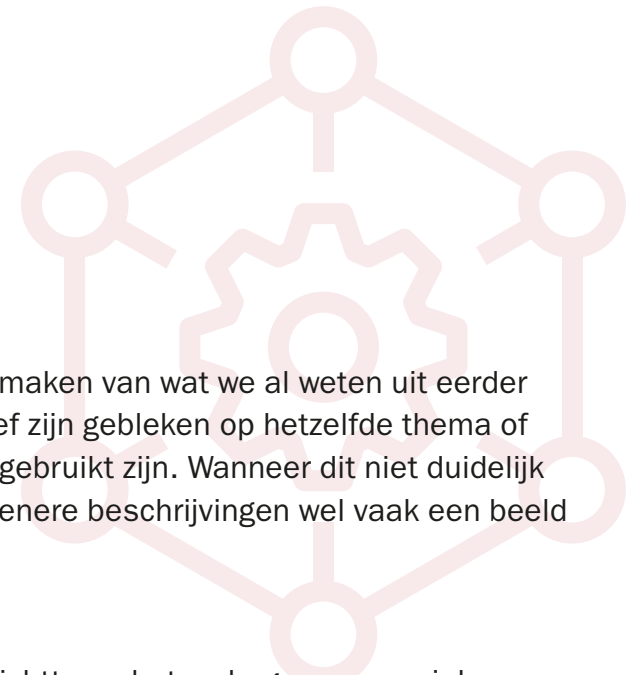 maken van wat we al weten uit eerder
ef zijn gebleken op hetzelfde thema of
gebruikt zijn. Wanneer dit niet duidelijk
enere beschrijvingen wel vaak een beeld